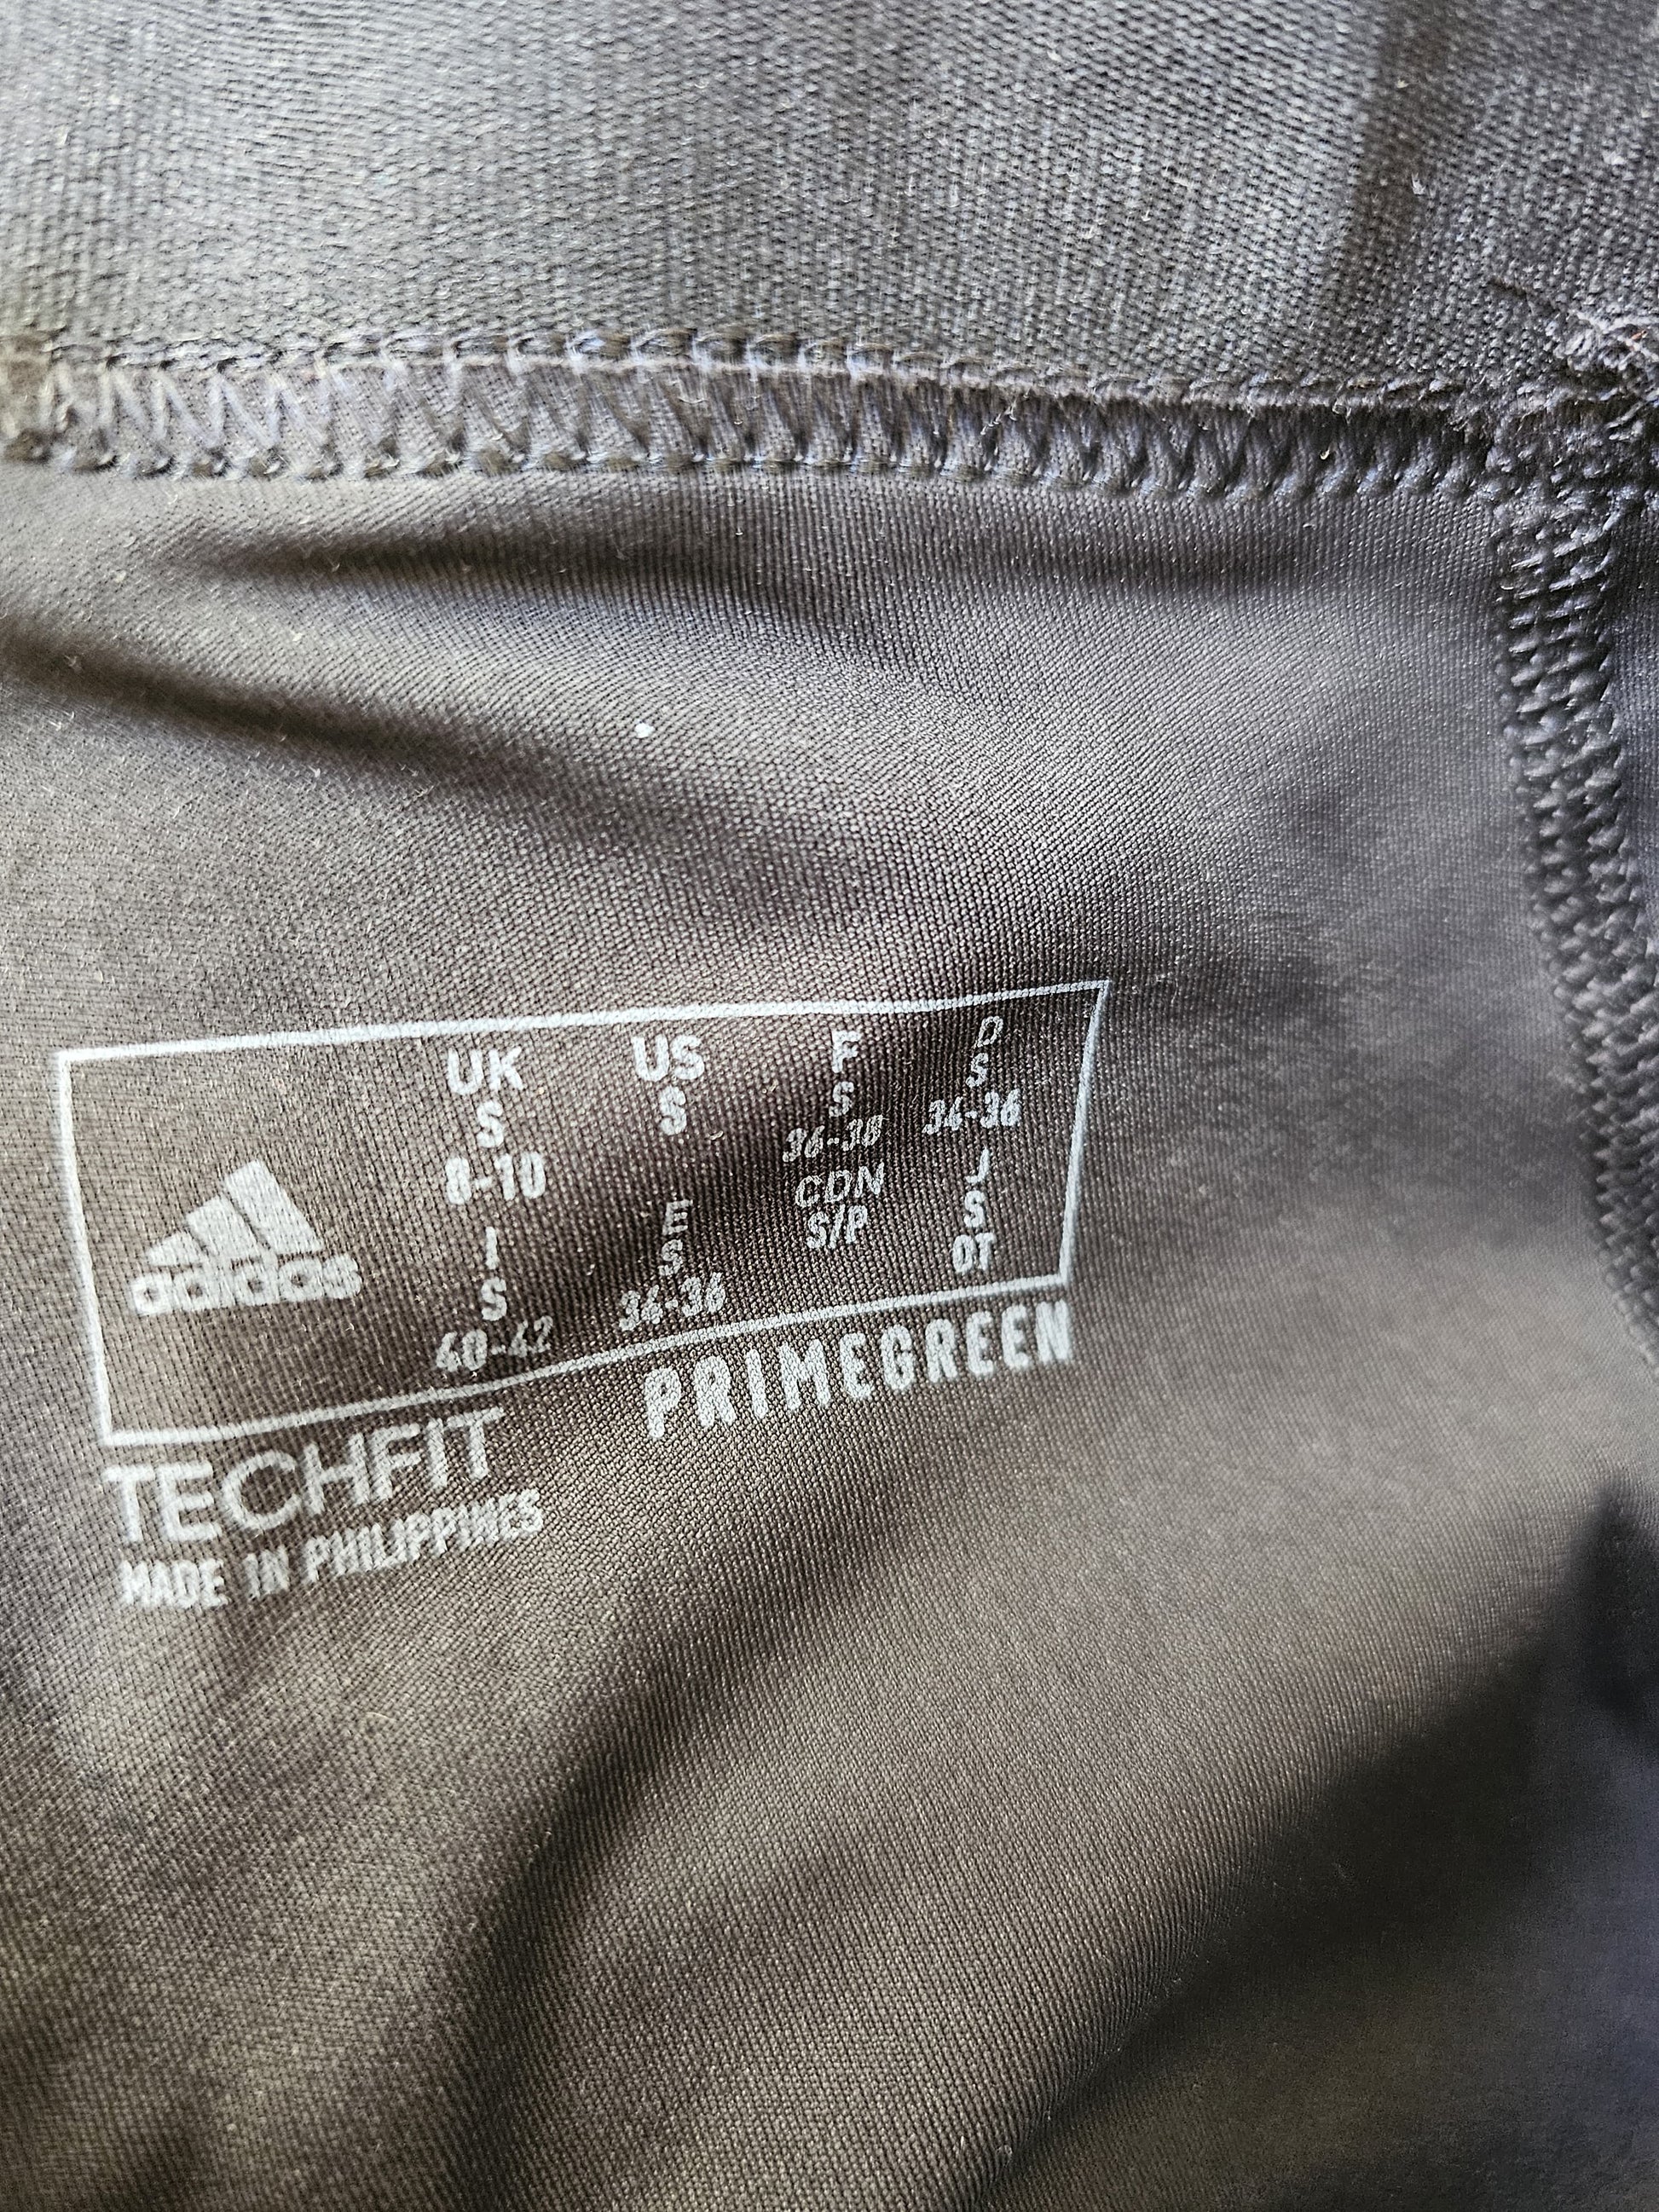 adidas
UK US F D
S S S S
8-10 36-38 34-36
I E CDN J
S S S/P S
40-42 34-36 OT
TECHFIT PRIMEGREEN
MADE IN PHILIPPINES